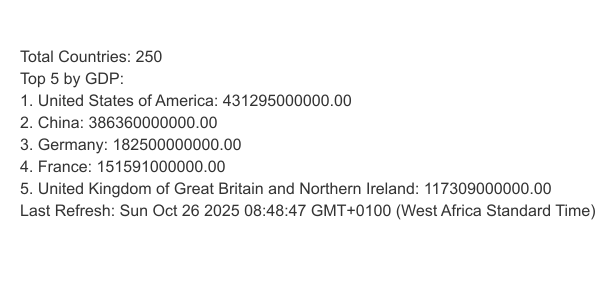 Total Countries: 250
Top 5 by GDP:
1. United States of America: 431295000000.00
2. China: 386360000000.00
3. Germany: 182500000000.00
4. France: 151591000000.00
5. United Kingdom of Great Britain and Northern Ireland: 117309000000.00
Last Refresh: Sun Oct 26 2025 08:48:47 GMT+0100 (West Africa Standard Time)